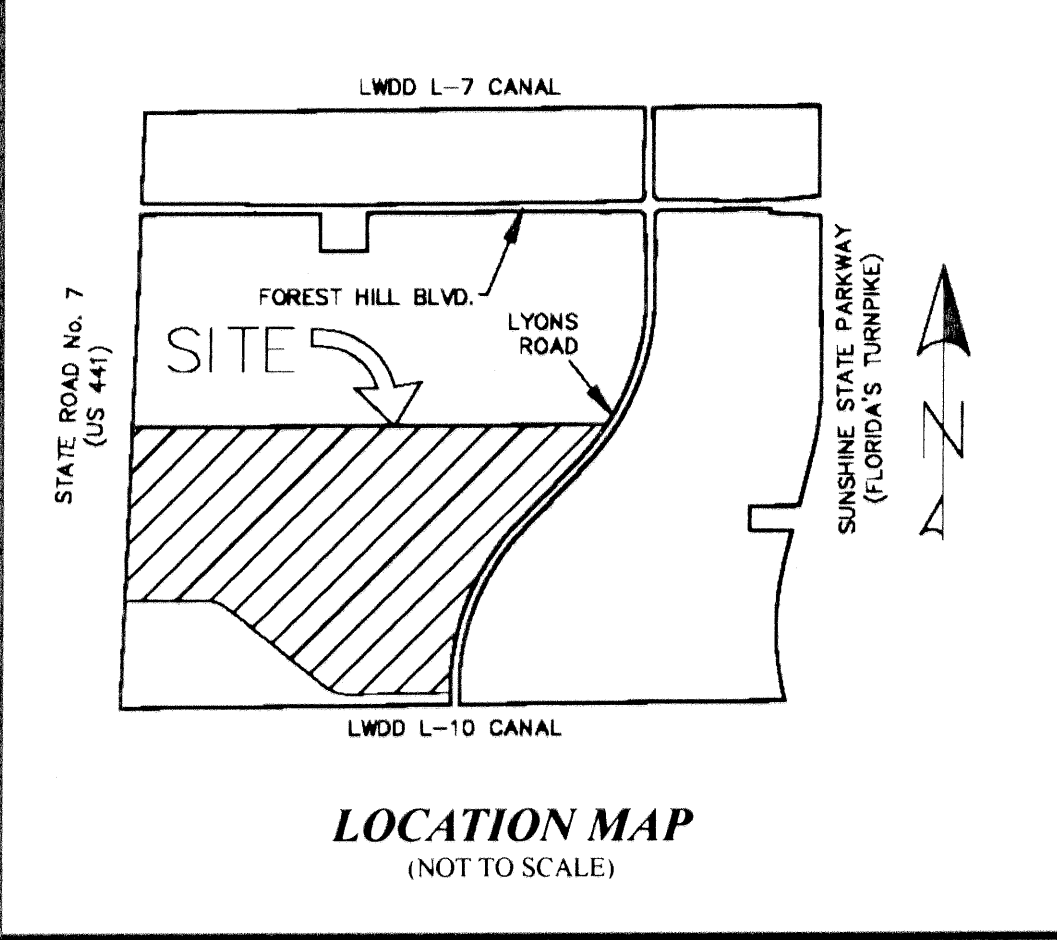 LWDD L-7 CANAL
FOREST HILL BLVD.
LYONS
ROAD
SITE
STATE ROAD No. 7
(US 441)
SUNSHINE STATE PARKWAY
(FLORIDA'S TURNPIKE)
N
LWDD L-10 CANAL
LOCATION MAP
(NOT TO SCALE)